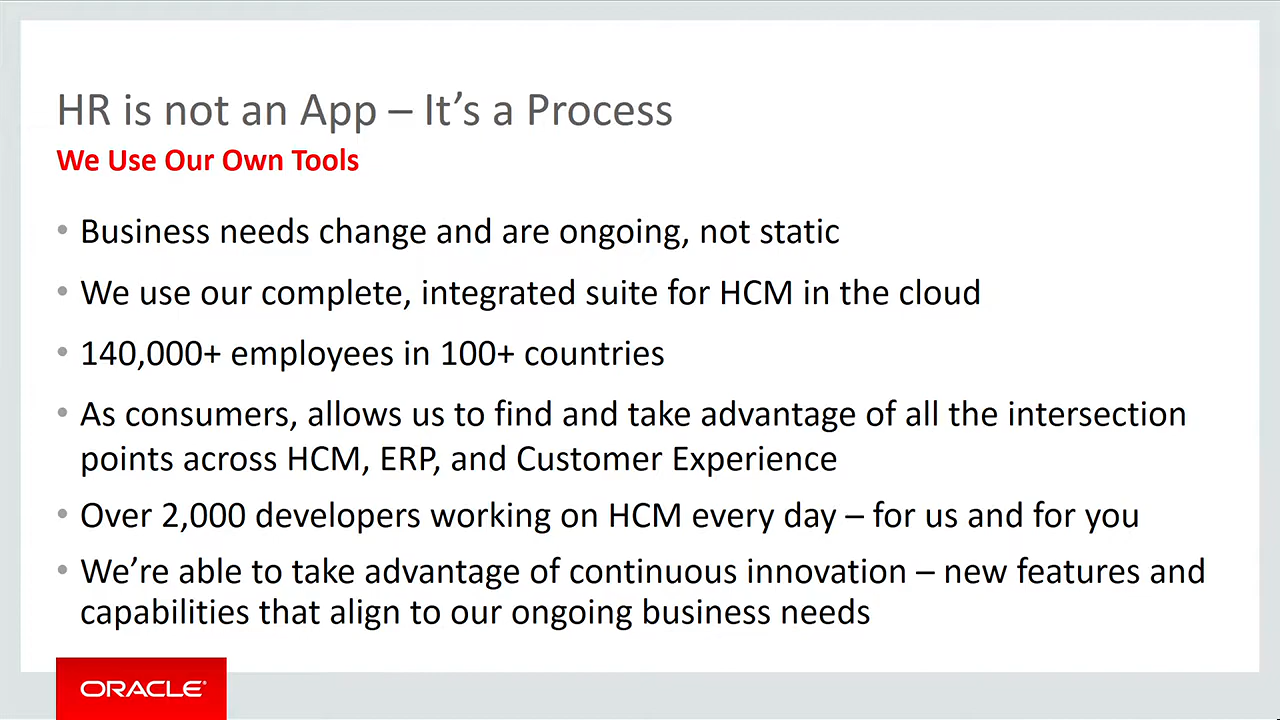 HR is not an App – It’s a Process
We Use Our Own Tools
• Business needs change and are ongoing, not static
• We use our complete, integrated suite for HCM in the cloud
• 140,000+ employees in 100+ countries
• As consumers, allows us to find and take advantage of all the intersection
points across HCM, ERP, and Customer Experience
• Over 2,000 developers working on HCM every day – for us and for you
• We’re able to take advantage of continuous innovation – new features and
capabilities that align to our ongoing business needs
ORACLE®